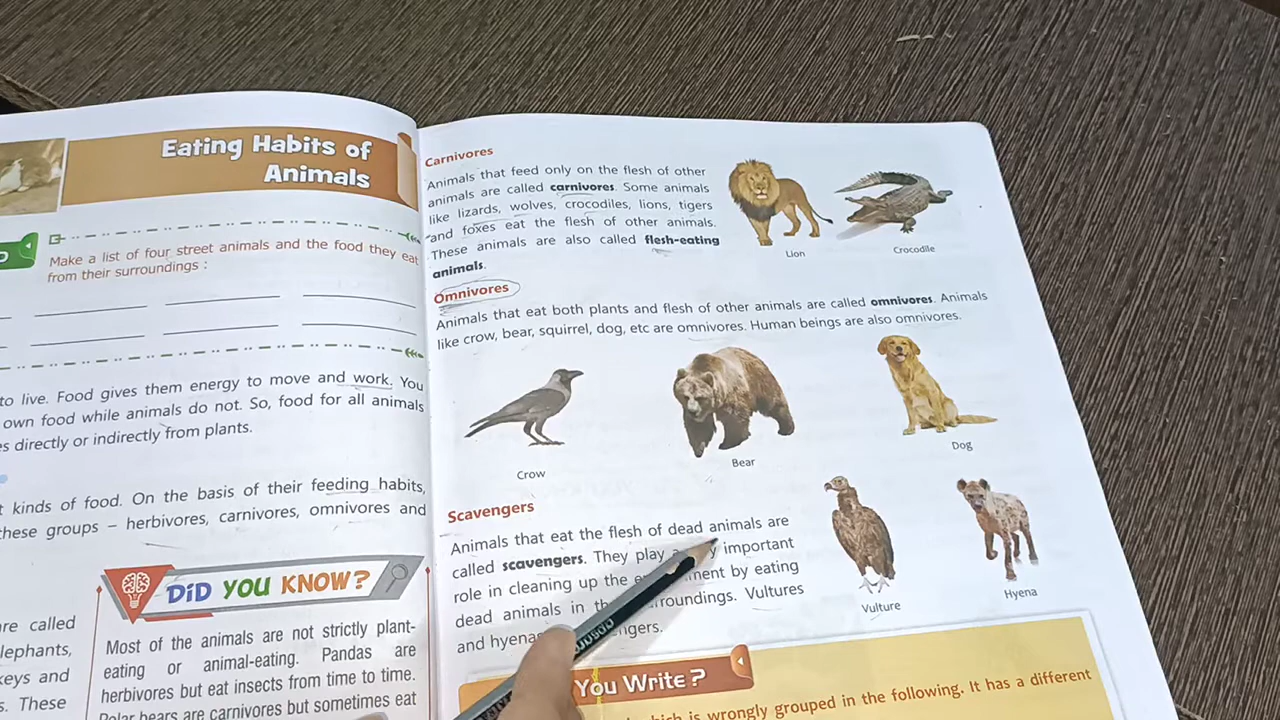 Eating Habits of
Animals
Make a list of four street animals and the food they eat
from their surroundings :
to live. Food gives them energy to move and work. You
own food while animals do not. So, food for all animals
directly or indirectly from plants.
kinds of food. On the basis of their feeding habits,
these groups – herbivores, carnivores, omnivores and
DiD YOU KNOW?
are called
Most of the animals are not strictly plant-
eating or animal-eating. Pandas are
herbivores but eat insects from time to time.
Polar bears are carnivores but sometimes eat
and
These
Carnivores
Animals that feed only on the flesh of other
animals are called carnivores. Some animals
like lizards, wolves, crocodiles, lions, tigers
and foxes eat the flesh of other animals.
These animals are also called flesh-eating
animals.
Lion
Crocodile
Omnivores
Animals that eat both plants and flesh of other animals are called omnivores. Animals
like crow, bear, squirrel, dog, etc are omnivores. Human beings are also omnivores.
Crow
Bear
Dog
Scavengers
Animals that eat the flesh of dead animals are
called scavengers. They play important
role in cleaning up the by eating
dead animals in Vultures
and
Vulture
Hyena
You Write?
is wrongly grouped in the following. It has a different